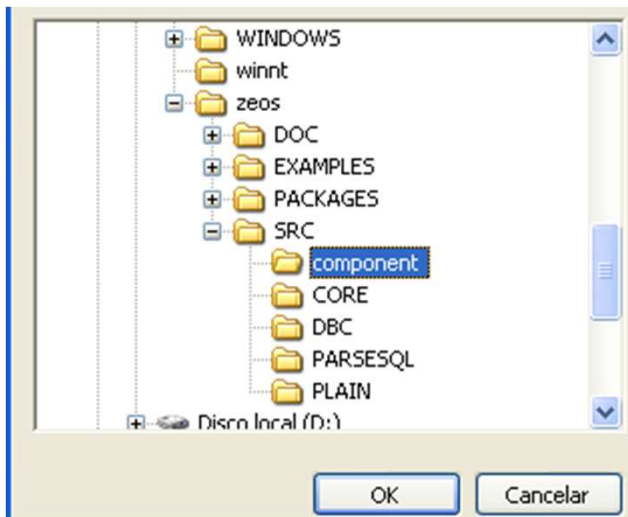 WINDOWS
winnt
zeos
DOC
EXAMPLES
PACKAGES
SRC
component
CORE
DBC
PARSESQL
PLAIN
Disco local (D:)
OK
Cancelar